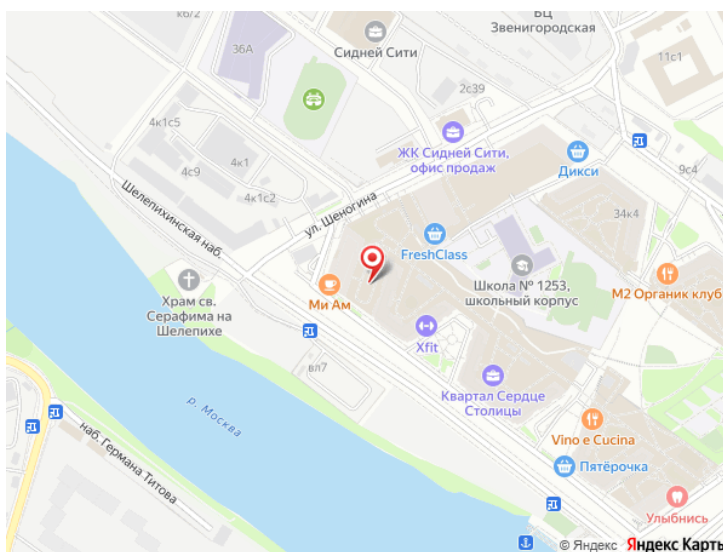 к6/2
БЦ
Звенигородская
11с1
36А
Сидней Сити
2с39
4к1с5
4к1
4с9
4к1с2
ЖК Сидней Сити,
офис продаж
Дикси
9с4
34к4
Шелепихинская наб.
ул. Шеногина
FreshClass
Школа № 1253,
школьный корпус
М2 Органик клуб
Ми Ам
Храм св.
Серафима на
Шелепихе
Xfit
вл7
Квартал Сердце
Столицы
р. Москва
Vino e Cucina
наб. Германа Титова
Пятёрочка
Улыбнись
© Яндекс Яндекс Карты